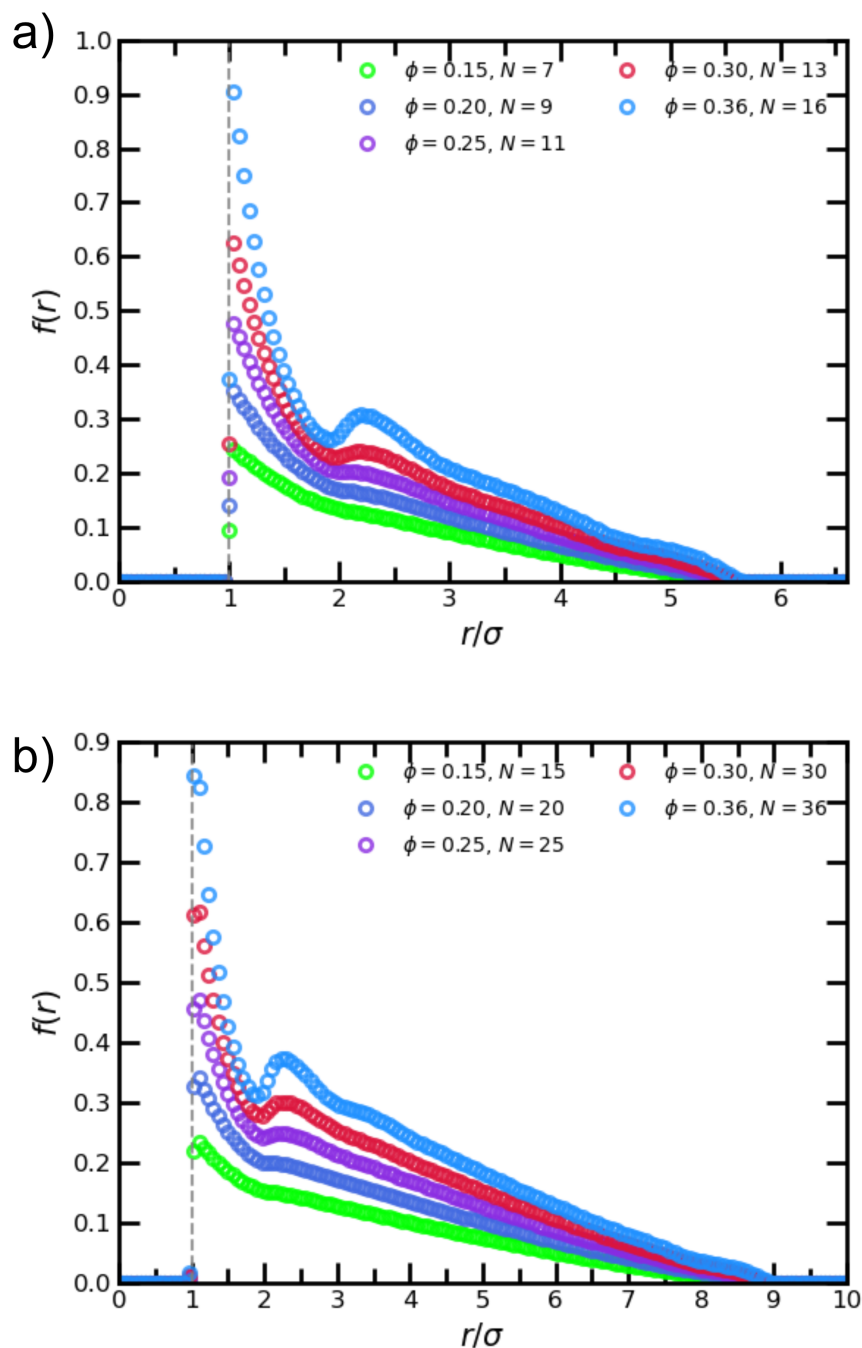 a)
1.0
0.9
0.8
0.7
0.6
0.5
0.4
0.3
0.2
0.1
0.0
f(r)
ϕ = 0.15, N = 7
ϕ = 0.20, N = 9
ϕ = 0.25, N = 11
ϕ = 0.30, N = 13
ϕ = 0.36, N = 16
0 1 2 3 4 5 6
r/σ
b)
0.9
0.8
0.7
0.6
0.5
0.4
0.3
0.2
0.1
0.0
f(r)
ϕ = 0.15, N = 15
ϕ = 0.20, N = 20
ϕ = 0.25, N = 25
ϕ = 0.30, N = 30
ϕ = 0.36, N = 36
0 1 2 3 4 5 6 7 8 9 10
r/σ